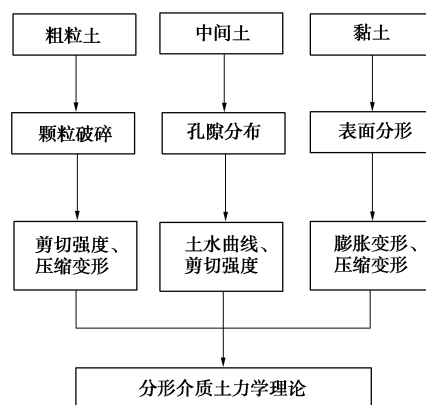 粗粒土
中间土
黏土
颗粒破碎
孔隙分布
表面分形
剪切强度、
压缩变形
土水曲线、
剪切强度
膨胀变形、
压缩变形
分形介质土力学理论